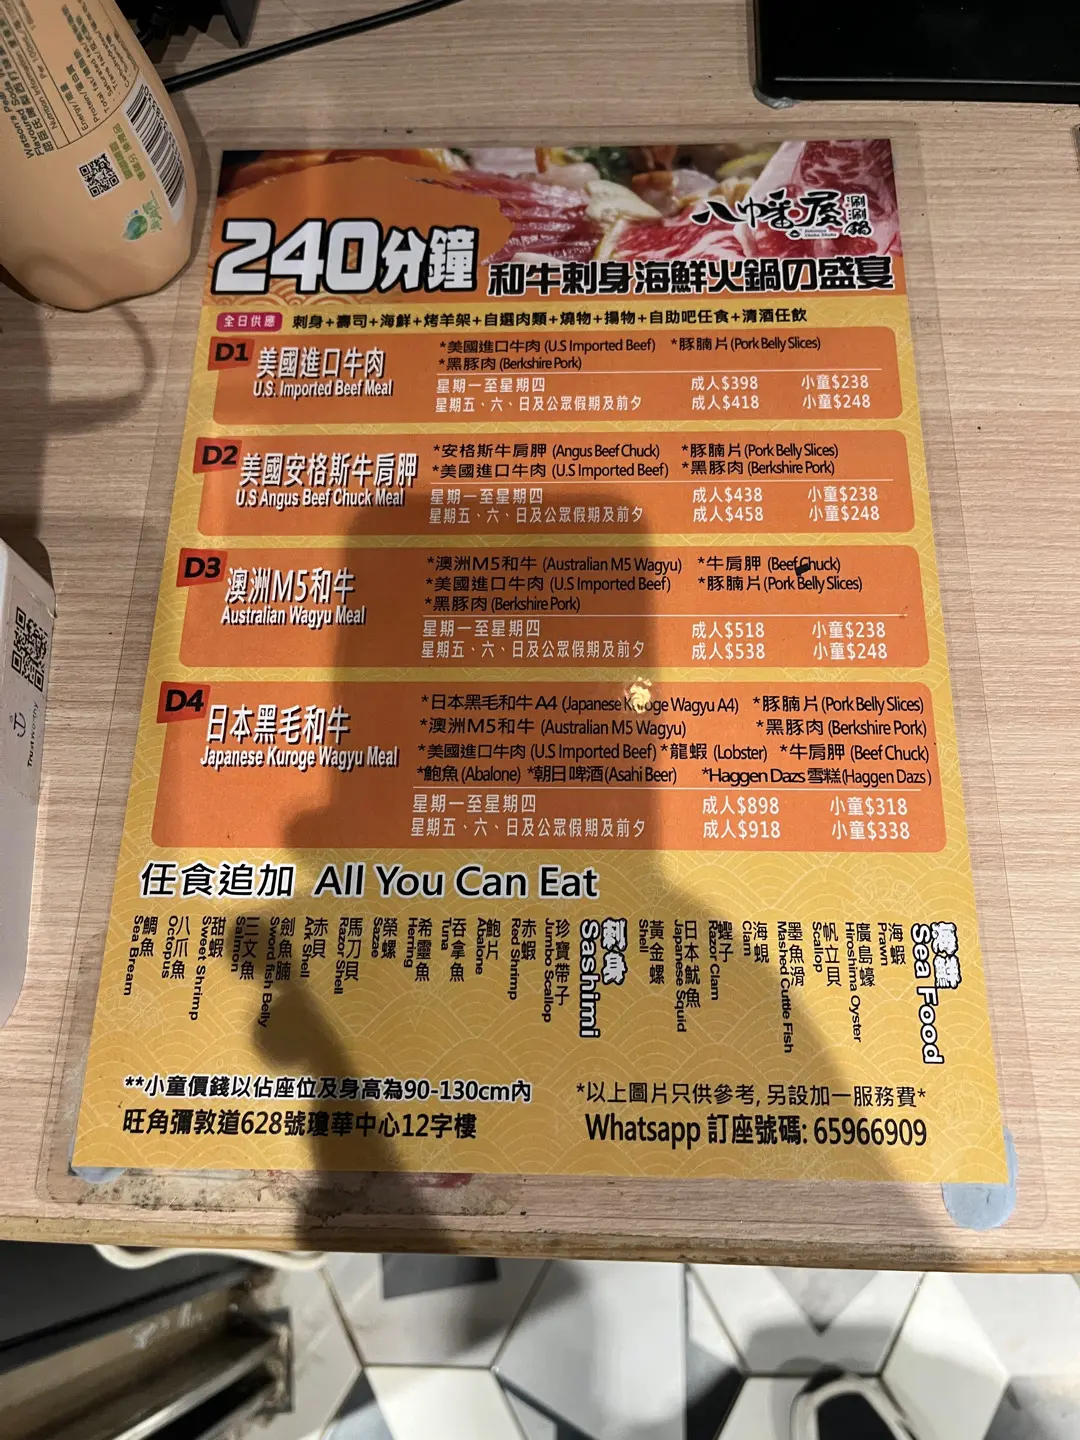 Watson's Peale
Flavoured Soda
Nutrition Information
Energy/能量
Protein/蛋白質
八幡屋
涮涮鍋
240分鐘
和牛刺身海鮮火鍋の盛宴
全日供應 刺身+壽司+海鮮+烤羊架+自選肉類+燒物+揚物+自助吧任食+清酒任飲
D1 美國進口牛肉
U.S. Imported Beef Meal
*美國進口牛肉 (U.S Imported Beef) *豚腩片(Pork Belly Slices)
*黑豚肉 (Berkshire Pork)
星期一至星期四 成人$398 小童$238
星期五、六、日及公眾假期及前夕 成人$418 小童$248
D2 美國安格斯牛肩胛
U.S Angus Beef Chuck Meal
*安格斯牛肩胛 (Angus Beef Chuck) *豚腩片(Pork Belly Slices)
*美國進口牛肉 (U.S Imported Beef) *黑豚肉 (Berkshire Pork)
星期一至星期四 成人$438 小童$238
星期五、六、日及公眾假期及前夕 成人$458 小童$248
D3 澳洲M5和牛
Australian Wagyu Meal
*澳洲M5和牛 (Australian M5 Wagyu) *牛肩胛 (Beef Chuck)
*美國進口牛肉 (U.S Imported Beef) *豚腩片(Pork Belly Slices)
*黑豚肉 (Berkshire Pork)
星期一至星期四 成人$518 小童$238
星期五、六、日及公眾假期及前夕 成人$538 小童$248
D4 日本黑毛和牛
Japanese Kuroge Wagyu Meal
*日本黑毛和牛A4 (Japanese Kuroge Wagyu A4) *豚腩片(Pork Belly Slices)
*澳洲M5和牛 (Australian M5 Wagyu) *黑豚肉 (Berkshire Pork)
*美國進口牛肉 (U.S Imported Beef) *龍蝦 (Lobster) *牛肩胛 (Beef Chuck)
*鮑魚 (Abalone) *朝日啤酒(Asahi Beer) *Haggen Dazs 雪糕(Haggen Dazs)
星期一至星期四 成人$898 小童$318
星期五、六、日及公眾假期及前夕 成人$918 小童$338
任食追加 All You Can Eat
海鮮 Sea Food
海蝦 Prawn
廣島蠔 Hiroshina Oyster
帆立貝 Scallop
墨魚滑 Mashed Cuttle Fish
海蜆 Clam
蟶子 Razor Clam
日本魷魚 Japanese Squid
黃金螺 Shell
刺身 Sashimi
珍寶帶子 Jumbo Scallop
赤蝦 Red Shrimp
鮑片 Abalone
吞拿魚 Tuna
希靈魚 Herring
榮螺 Sazae
馬刀貝 Razor Shell
赤貝 Ark Shell
劍魚腩 Sword fish Belly
三文魚 Salmon
甜蝦 Sweet Shrimp
八爪魚 Octopus
鯛魚 Sea Bream
**小童價錢以佔座位及身高為90-130cm內
*以上圖片只供參考, 另設加一服務費*
旺角彌敦道628號瓊華中心12字樓
Whatsapp 訂座號碼: 65966909